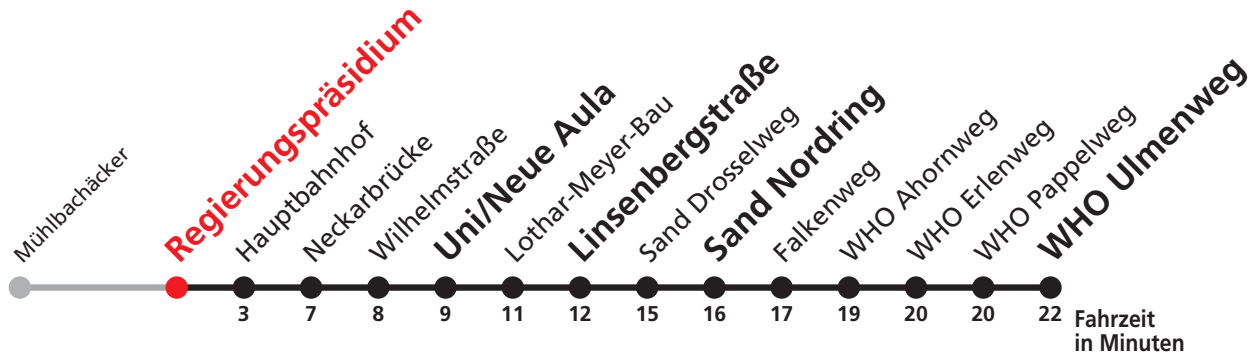 Mühlbachäcker
Regierungspräsidium
Hauptbahnhof
Neckarbrücke
Wilhelmstraße
Uni/Neue Aula
Lothar-Meyer-Bau
Linsenbergstraße
Sand Drosselweg
Sand Nordring
Falkenweg
WHO Ahornweg
WHO Erlenweg
WHO Pappelweg
WHO Ulmenweg
3 7 8 9 11 12 15 16 17 19 20 20 22
Fahrzeit
in Minuten